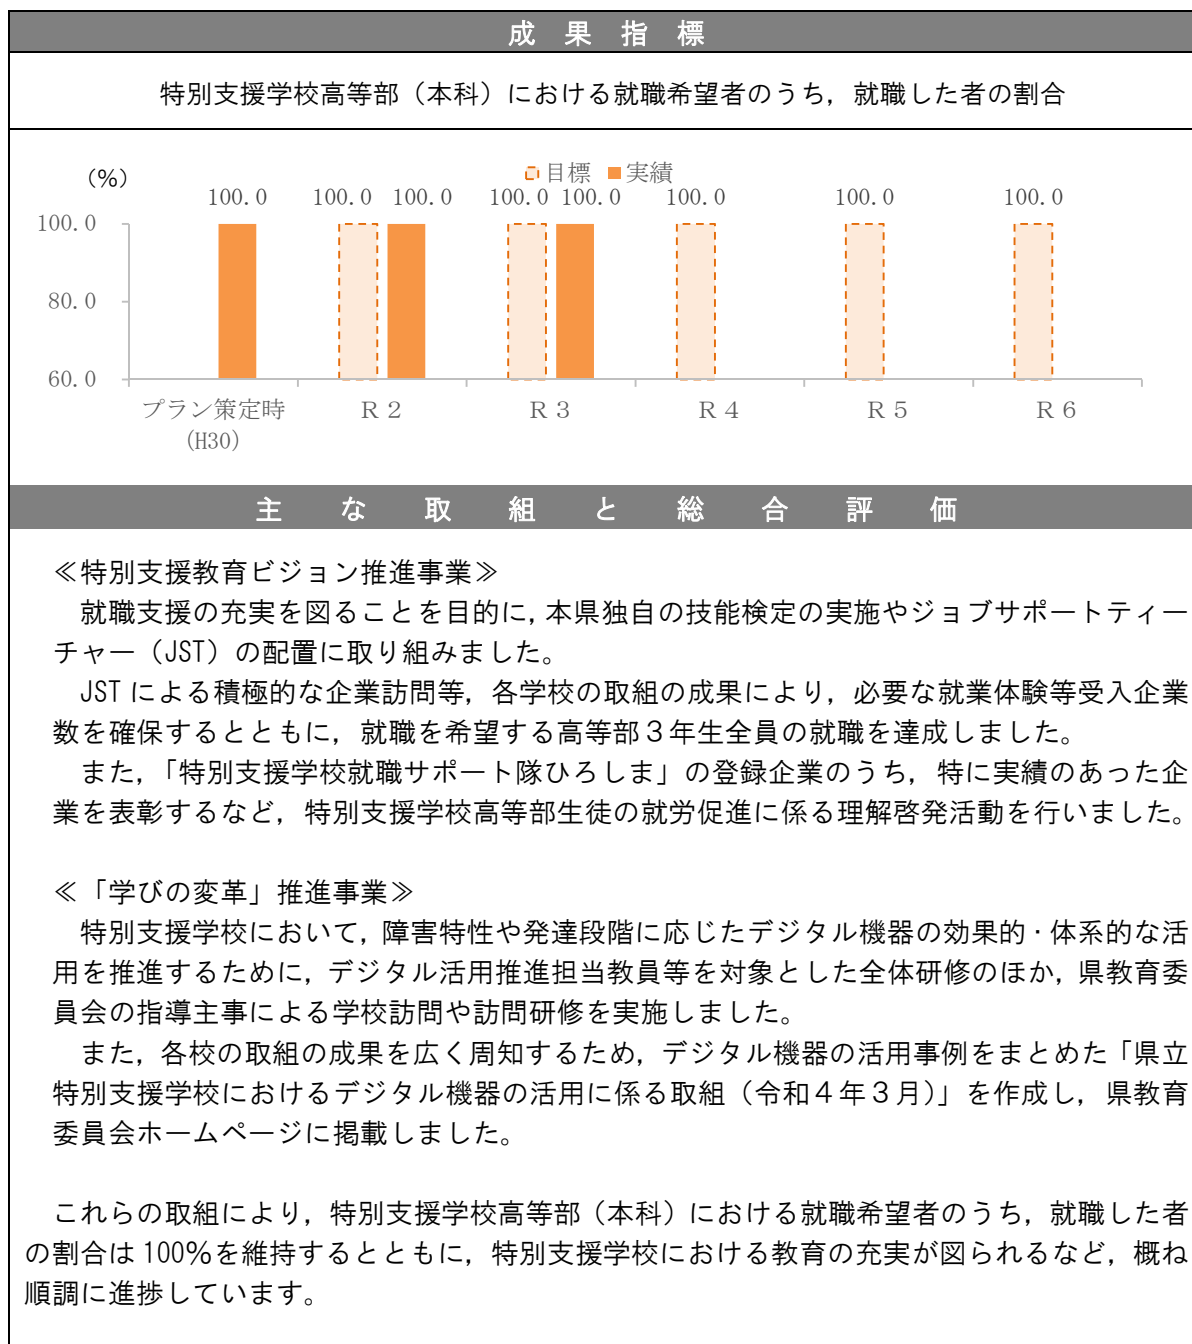 成果指標
特別支援学校高等部（本科）における就職希望者のうち，就職した者の割合
（%）
目標 実績
100.0 100.0 100.0 100.0 100.0 100.0 100.0 100.0
100.0
80.0
60.0
プラン策定時 Ｒ２ Ｒ３ Ｒ４ Ｒ５ Ｒ６
(H30)
主な取組と総合評価
≪特別支援教育ビジョン推進事業≫
就職支援の充実を図ることを目的に，本県独自の技能検定の実施やジョブサポートティー
チャー（JST）の配置に取り組みました。
JST による積極的な企業訪問等，各学校の取組の成果により，必要な就業体験等受入企業
数を確保するとともに，就職を希望する高等部３年生全員の就職を達成しました。
また，「特別支援学校就職サポート隊ひろしま」の登録企業のうち，特に実績のあった企
業を表彰するなど，特別支援学校高等部生徒の就労促進に係る理解啓発活動を行いました。
≪「学びの変革」推進事業≫
特別支援学校において，障害特性や発達段階に応じたデジタル機器の効果的・体系的な活
用を推進するために，デジタル活用推進担当教員等を対象とした全体研修のほか，県教育委
員会の指導主事による学校訪問や訪問研修を実施しました。
また，各校の取組の成果を広く周知するため，デジタル機器の活用事例をまとめた「県立
特別支援学校におけるデジタル機器の活用に係る取組（令和４年３月）」を作成し，県教育
委員会ホームページに掲載しました。
これらの取組により，特別支援学校高等部（本科）における就職希望者のうち，就職した者
の割合は 100％を維持するとともに，特別支援学校における教育の充実が図られるなど，概ね
順調に進捗しています。